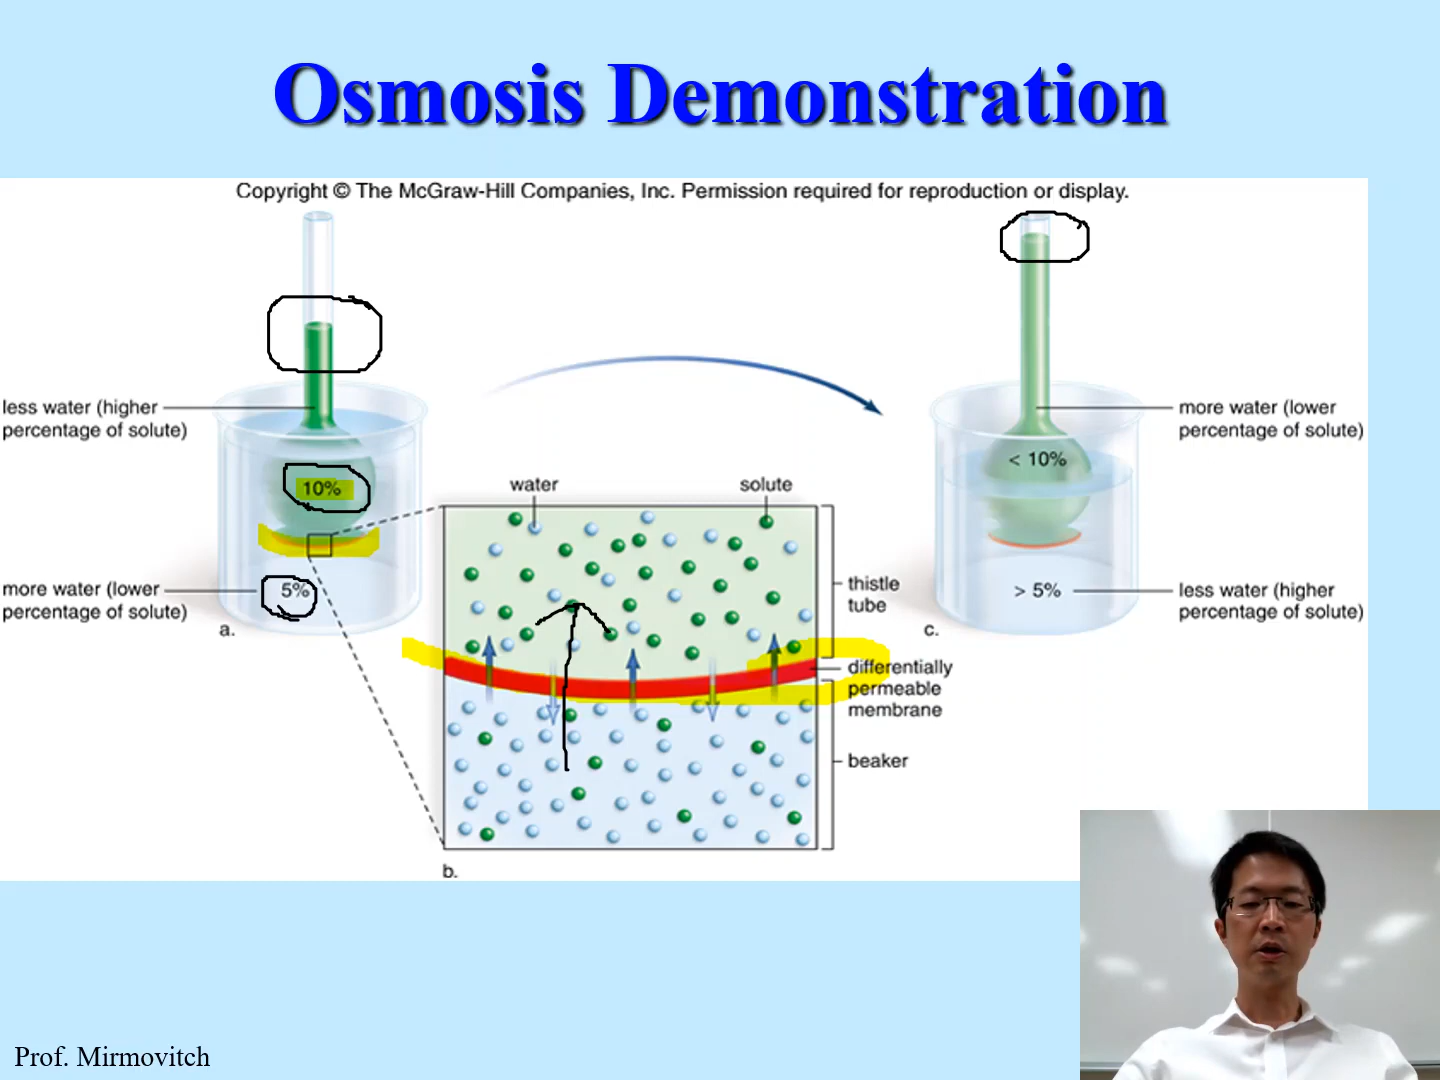 Osmosis Demonstration
Copyright © The McGraw-Hill Companies, Inc. Permission required for reproduction or display.
less water (higher
percentage of solute)
10%
more water (lower
percentage of solute)
5%
a.
water
solute
thistle
tube
differentially
permeable
membrane
beaker
b.
more water (lower
percentage of solute)
< 10%
> 5%
less water (higher
percentage of solute)
c.
Prof. Mirmovitch